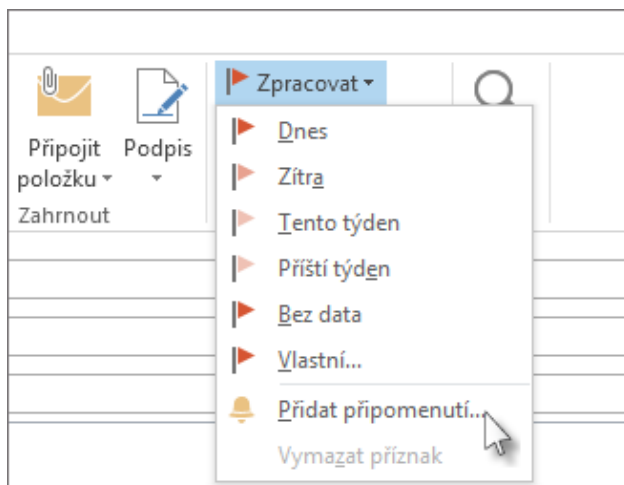 Připojit
položku
Podpis
Zahrnout
Zpracovat
Dnes
Zítra
Tento týden
Příští týden
Bez data
Vlastní...
Přidat připomenutí...
Vymazat příznak